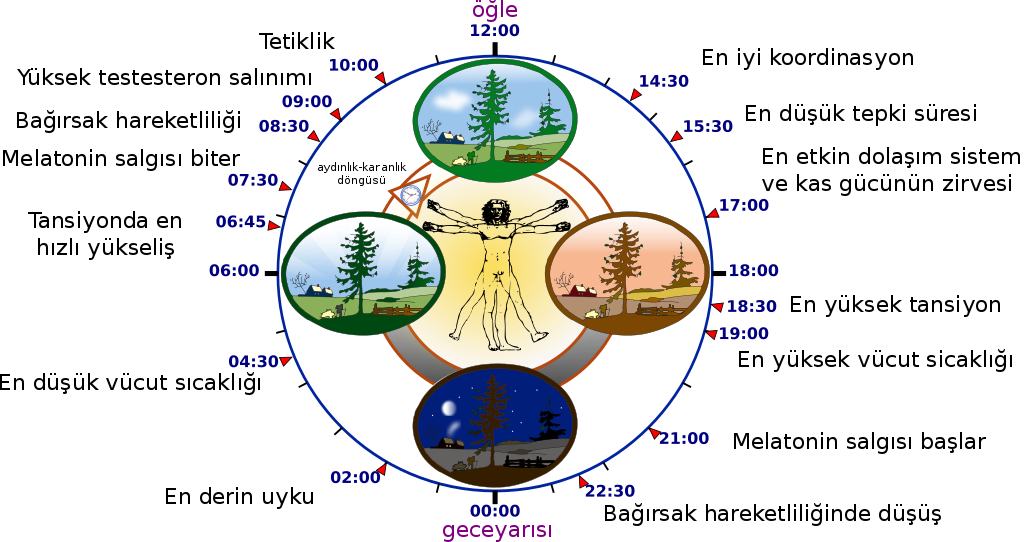 öğle
12:00
Tetiklik
10:00
Yüksek testesteron salınımı
09:00
Bağırsak hareketliliği
08:30
Melatonin salgısı biter
07:30
Tansiyonda en
hızlı yükseliş
06:45
06:00
04:30
En düşük vücut sıcaklığı
02:00
En derin uyku
aydınlık-karanlık
döngüsü
En iyi koordinasyon
14:30
En düşük tepki süresi
15:30
En etkin dolaşım sistem
ve kas gücünün zirvesi
17:00
18:00
18:30
En yüksek tansiyon
19:00
En yüksek vücut sicaklığı
21:00
Melatonin salgısı başlar
22:30
Bağırsak hareketliliğinde düşüş
00:00
geceyarısı